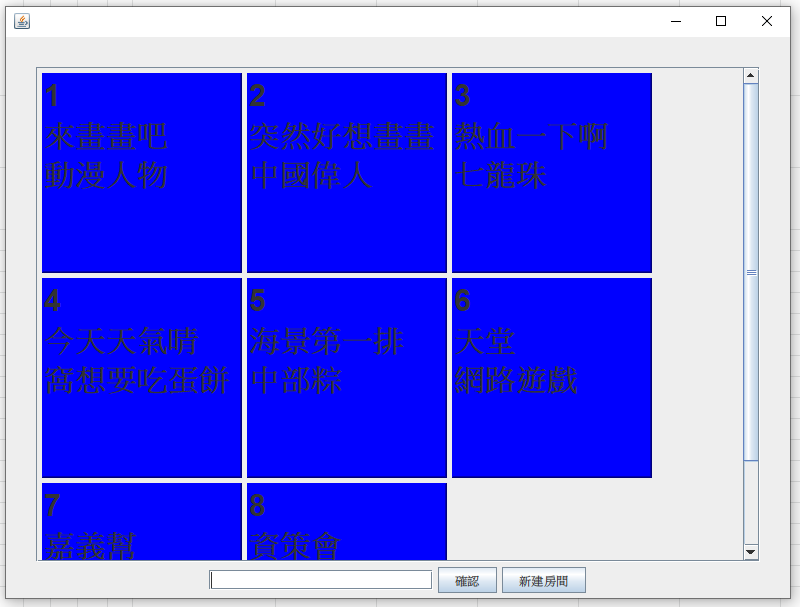 1
來畫畫吧
動漫人物
2
突然好想畫畫
中國偉人
3
熱血一下啊
七龍珠
4
今天天氣晴
窩想要吃蛋餅
5
海景第一排
中部粽
6
天堂
網路遊戲
7
嘉義幫
8
資策會
確認
新建房間